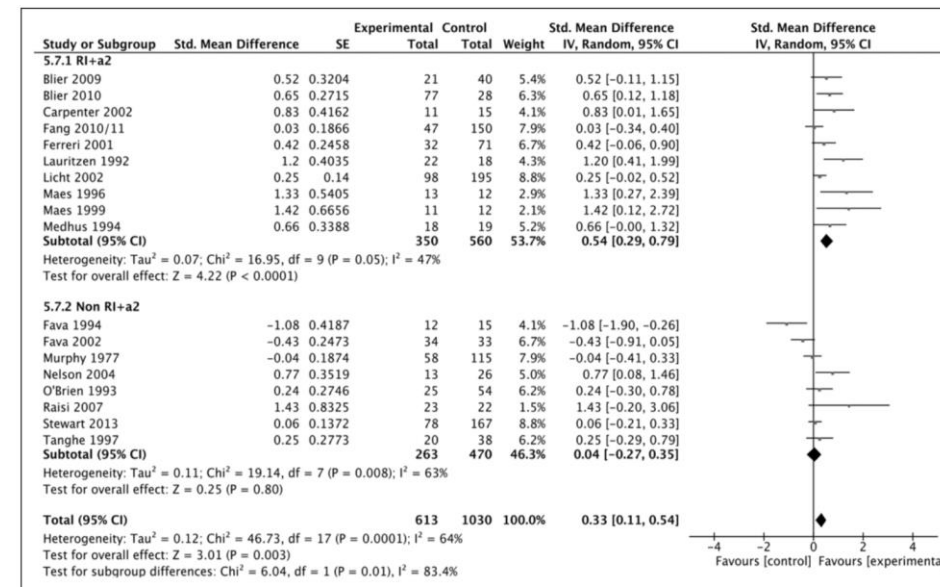 Experimental Control Std. Mean Difference Std. Mean Difference
Study or Subgroup Std. Mean Difference SE Total Total Weight IV, Random, 95% CI IV, Random, 95% CI
5.7.1 RI+a2
Blier 2009 0.52 0.3204 21 40 5.4% 0.52 [-0.11, 1.15]
Blier 2010 0.65 0.2715 77 28 6.3% 0.65 [0.12, 1.18]
Carpenter 2002 0.83 0.4162 11 15 4.1% 0.83 [0.01, 1.65]
Fang 2010/11 0.03 0.1866 47 150 7.9% 0.03 [-0.34, 0.40]
Ferreri 2001 0.42 0.2458 32 71 6.7% 0.42 [-0.06, 0.90]
Lauritzen 1992 1.2 0.4035 22 18 4.3% 1.20 [0.41, 1.99]
Licht 2002 0.25 0.14 98 195 8.8% 0.25 [-0.02, 0.52]
Maes 1996 1.33 0.5405 13 12 2.9% 1.33 [0.27, 2.39]
Maes 1999 1.42 0.6656 11 12 2.1% 1.42 [0.12, 2.72]
Medhus 1994 0.66 0.3388 18 19 5.2% 0.66 [-0.00, 1.32]
Subtotal (95% CI) 350 560 53.7% 0.54 [0.29, 0.79]
Heterogeneity: Tau² = 0.07; Chi² = 16.95, df = 9 (P = 0.05); I² = 47%
Test for overall effect: Z = 4.22 (P < 0.0001)
5.7.2 Non RI+a2
Fava 1994 -1.08 0.4187 12 15 4.1% -1.08 [-1.90, -0.26]
Fava 2002 -0.43 0.2473 34 33 6.7% -0.43 [-0.91, 0.05]
Murphy 1977 -0.04 0.1874 58 115 7.9% -0.04 [-0.41, 0.33]
Nelson 2004 0.77 0.3519 13 26 5.0% 0.77 [0.08, 1.46]
O'Brien 1993 0.24 0.2746 25 54 6.2% 0.24 [-0.30, 0.78]
Raisi 2007 1.43 0.8325 23 22 1.5% 1.43 [-0.20, 3.06]
Stewart 2013 0.06 0.1372 78 167 8.8% 0.06 [-0.21, 0.33]
Tanghe 1997 0.25 0.2773 20 38 6.2% 0.25 [-0.29, 0.79]
Subtotal (95% CI) 263 470 46.3% 0.04 [-0.27, 0.35]
Heterogeneity: Tau² = 0.11; Chi² = 19.14, df = 7 (P = 0.008); I² = 63%
Test for overall effect: Z = 0.25 (P = 0.80)
Total (95% CI) 613 1030 100.0% 0.33 [0.11, 0.54]
Heterogeneity: Tau² = 0.12; Chi² = 46.73, df = 17 (P = 0.0001); I² = 64%
Test for overall effect: Z = 3.01 (P = 0.003)
Test for subgroup differences: Chi² = 6.04, df = 1 (P = 0.01), I² = 83.4%
-4 -2 0 2 4
Favours [control] Favours [experimenta